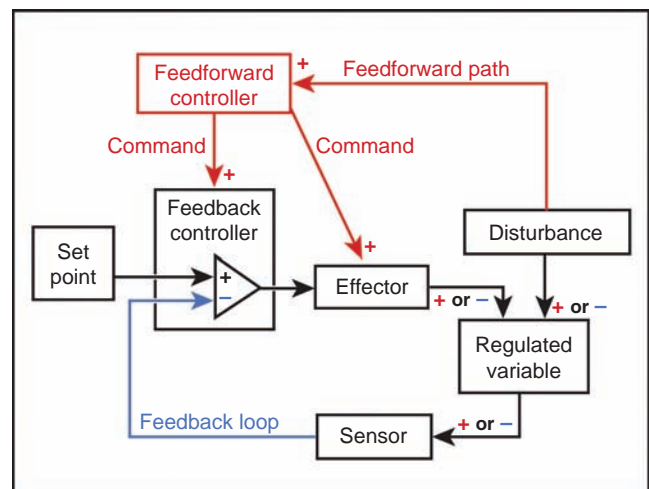 Feedforward
controller
+
Feedforward path
Command
Command
+
Feedback
controller
Set
point
+
–
+
Effector
Disturbance
+ or –
+ or –
Regulated
variable
Feedback loop
Sensor
+ or –